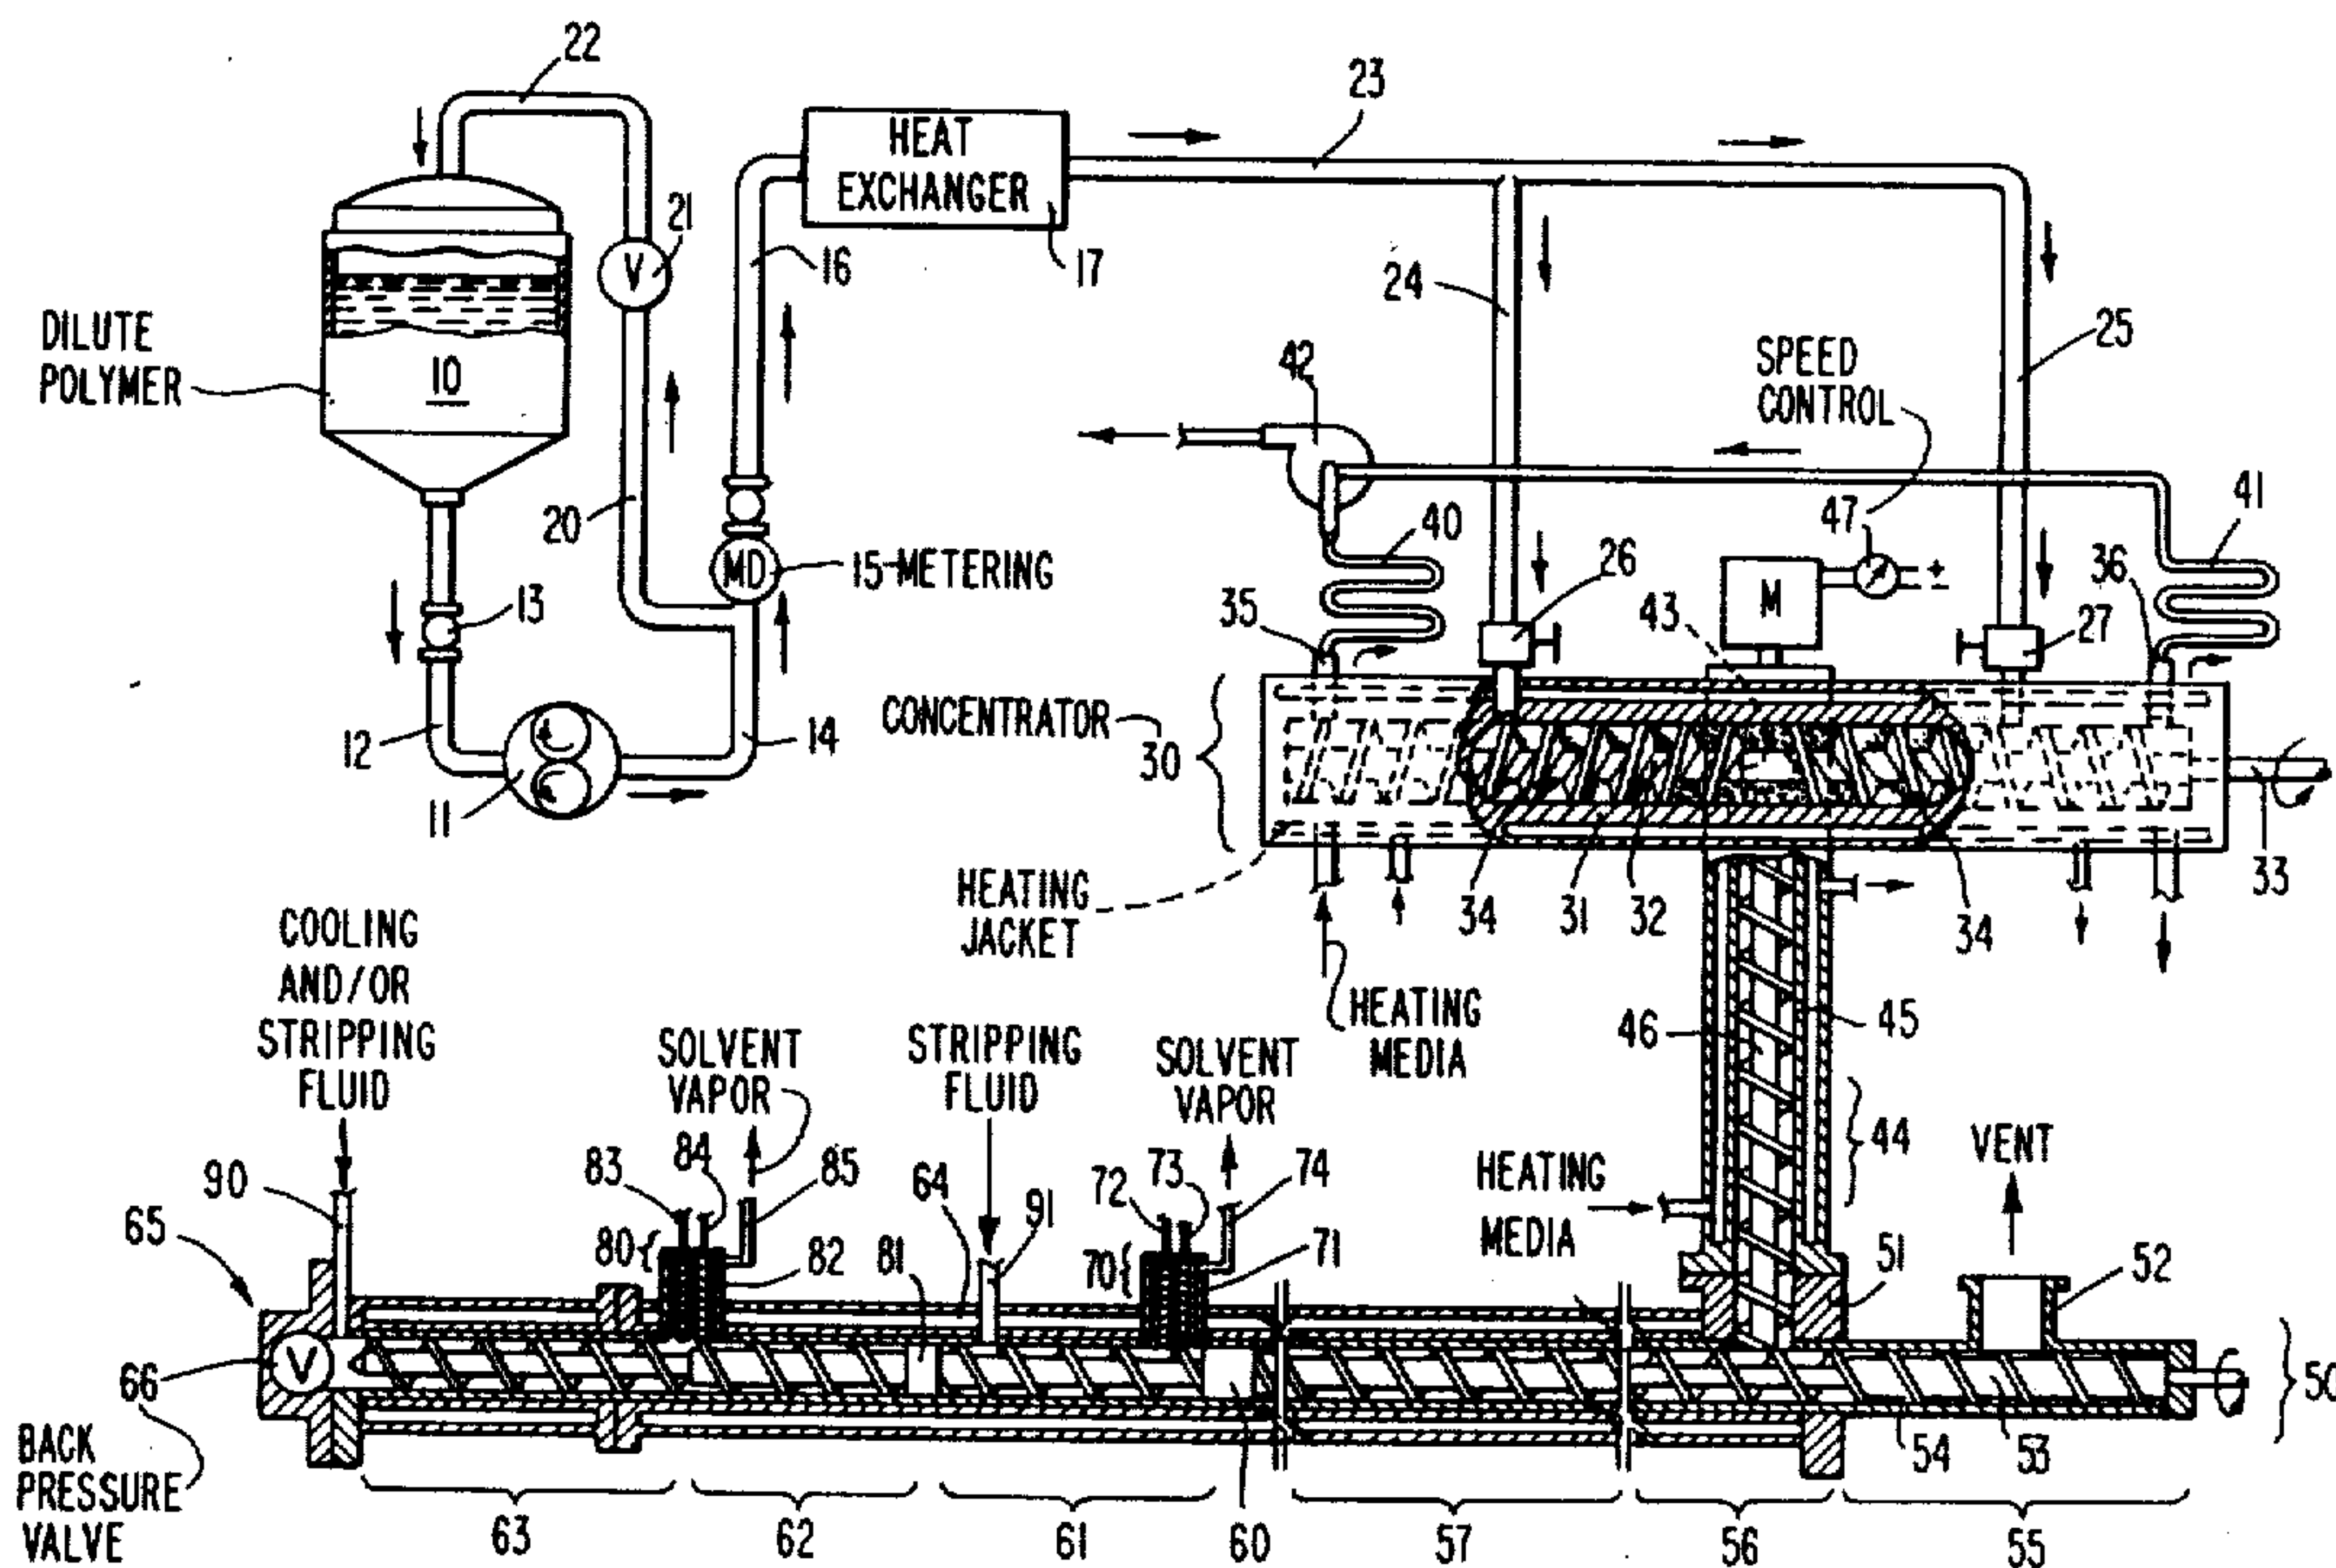 22
23
HEAT
EXCHANGER
17
21
V
16
24
25
DILUTE
POLYMER
10
42
SPEED
CONTROL
20
40
47
41
MD
15-METERING
26
M
+
-
36
27
13
35
43
CONCENTRATOR
30
12
14
11
34
31
32
34
33
HEATING
JACKET
COOLING
AND/OR
STRIPPING
FLUID
HEATING
MEDIA
46
45
SOLVENT
VAPOR
STRIPPING
FLUID
SOLVENT
VAPOR
44
VENT
90
83
84
85
64
91
72
73
74
HEATING
MEDIA
65
80
82
81
70
71
51
52
V
66
50
BACK
PRESSURE
VALVE
54
53
63
62
61
60
57
56
55